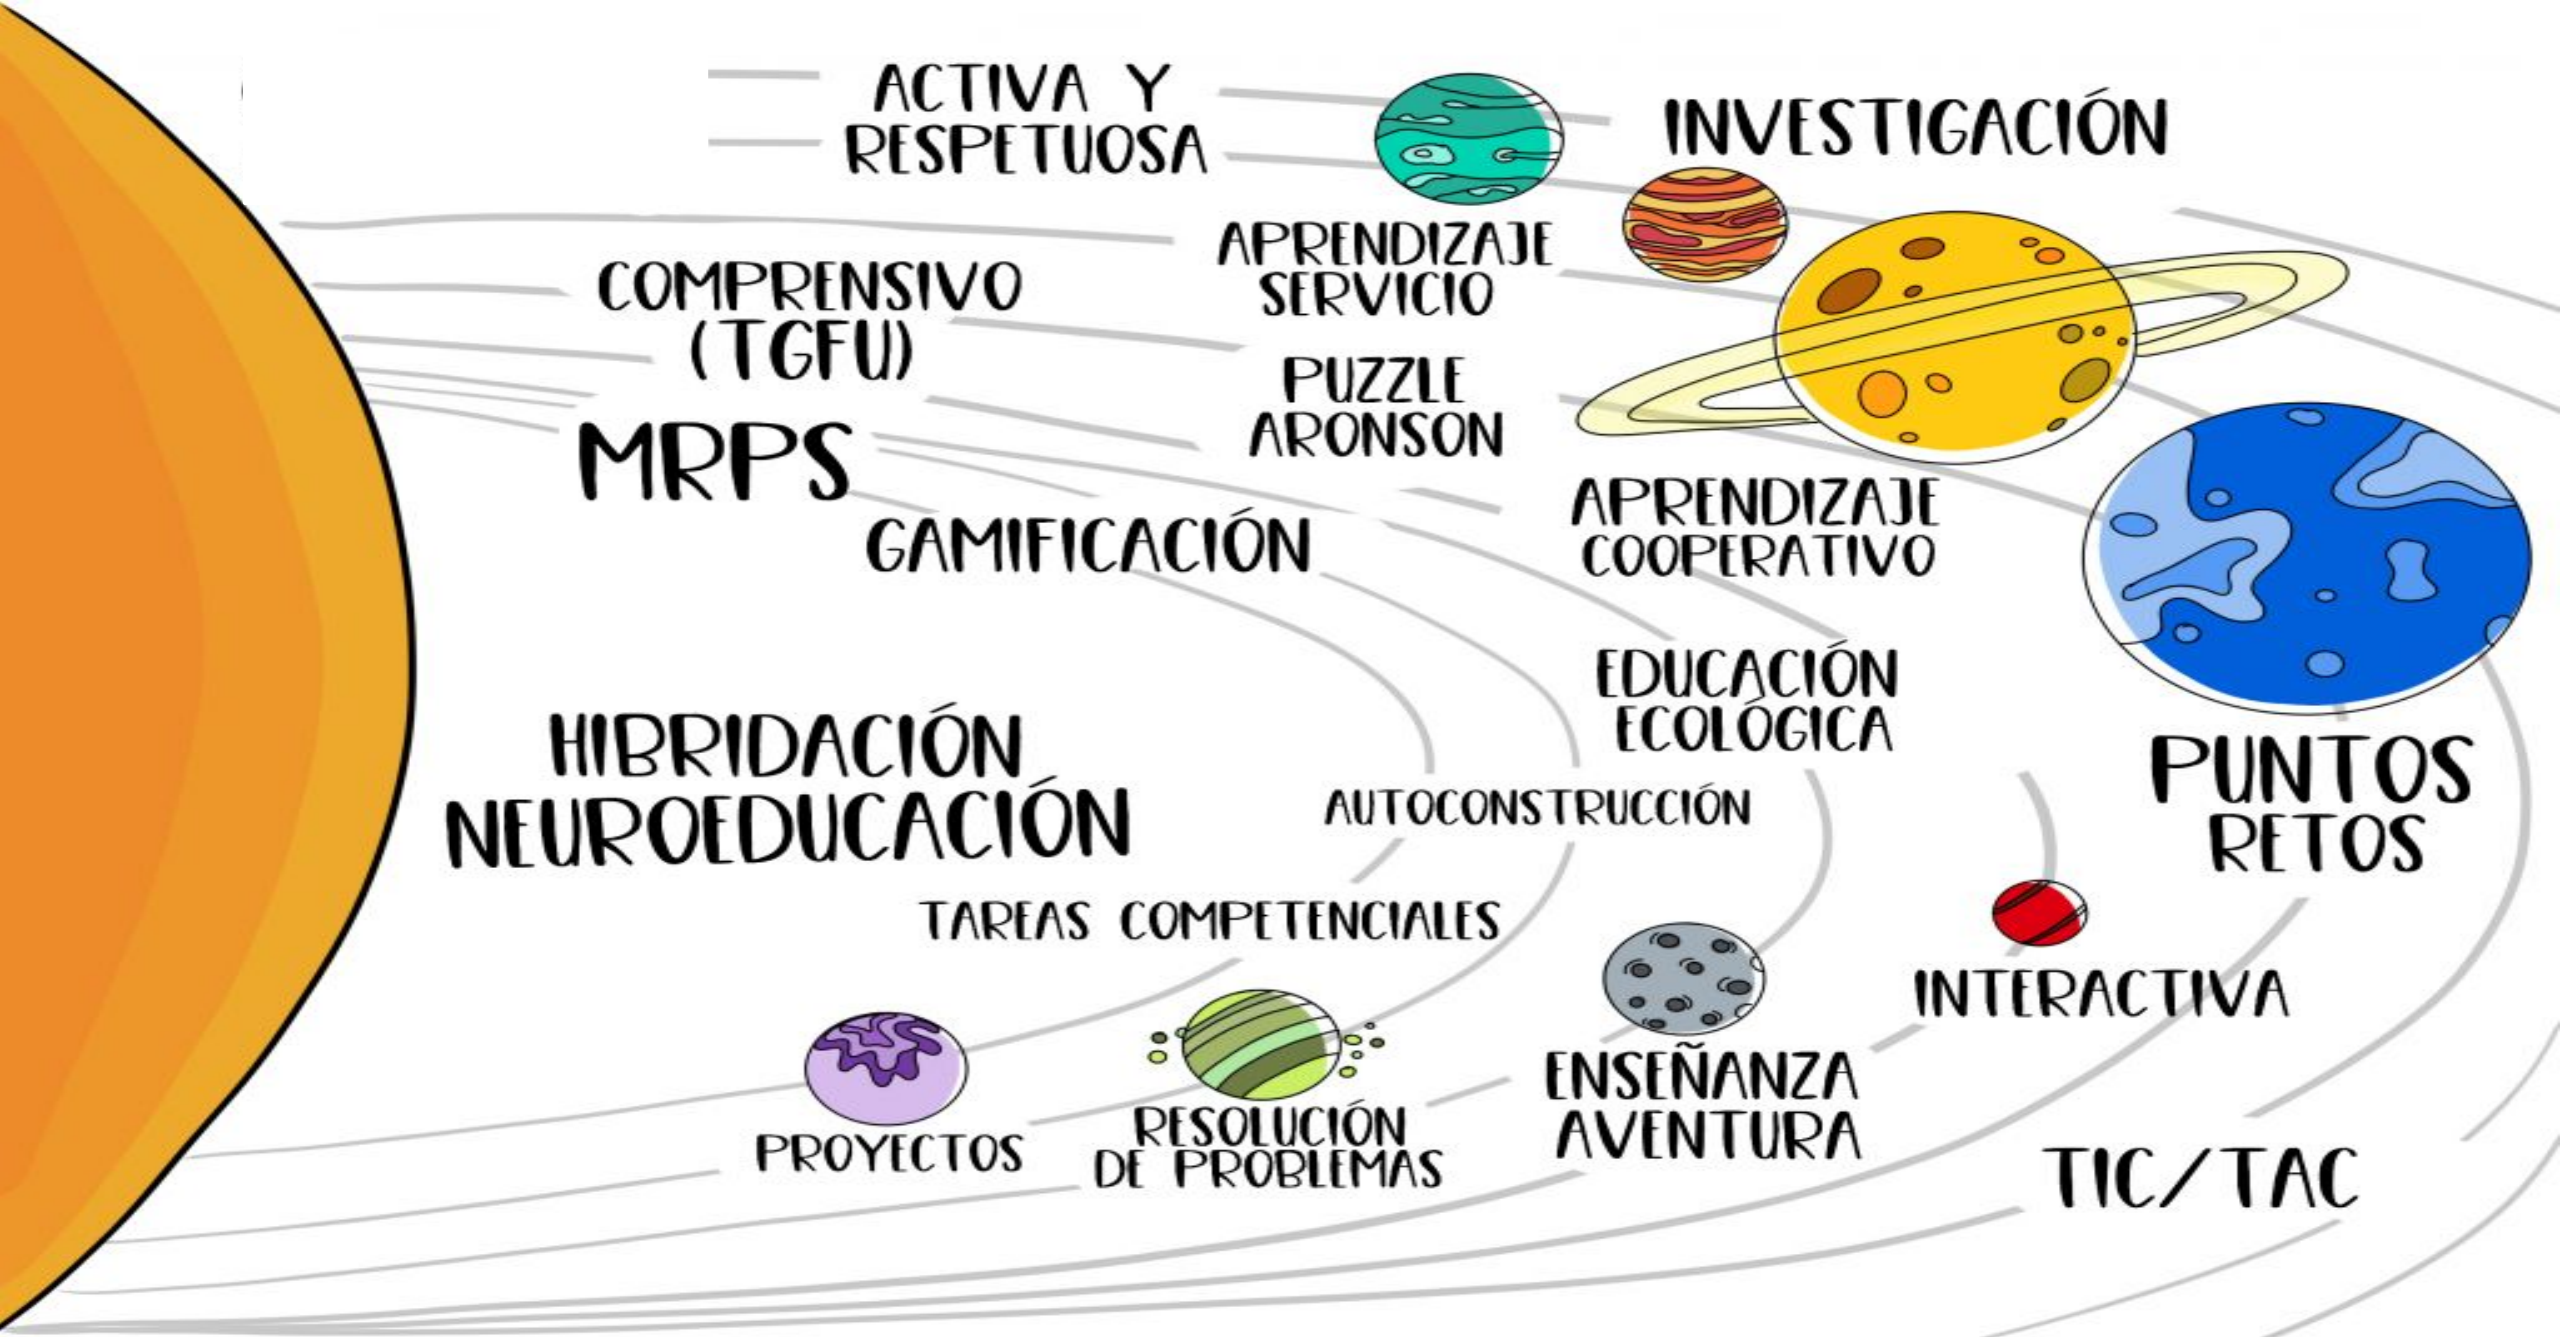 ACTIVA Y
RESPETUOSA
INVESTIGACIÓN
APRENDIZAJE
SERVICIO
COMPRENSIVO
(TGFU)
PUZZLE
ARONSON
MRPS
GAMIFICACIÓN
APRENDIZAJE
COOPERATIVO
EDUCACIÓN
ECOLÓGICA
HIBRIDACIÓN
NEUROEDUCACIÓN
AUTOCONSTRUCCIÓN
PUNTOS
RETOS
TAREAS COMPETENCIALES
INTERACTIVA
PROYECTOS
RESOLUCIÓN
DE PROBLEMAS
ENSEÑANZA
AVENTURA
TIC/TAC